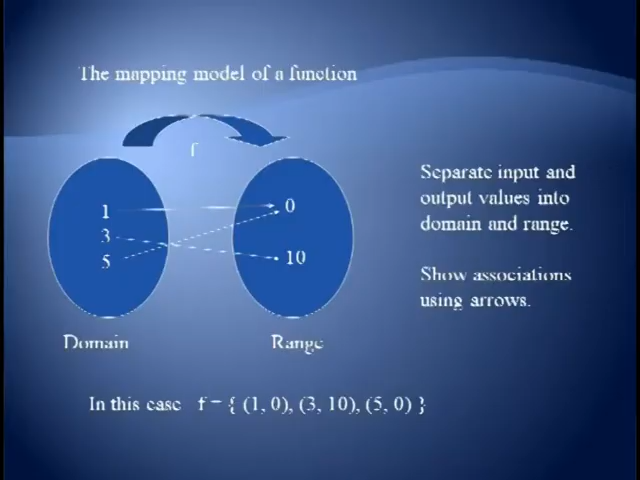 The mapping model of a function
f
1
3
5
0
10
Domain
Range
Separate input and
output values into
domain and range.
Show associations
using arrows.
In this case f = { (1, 0), (3, 10), (5, 0) }